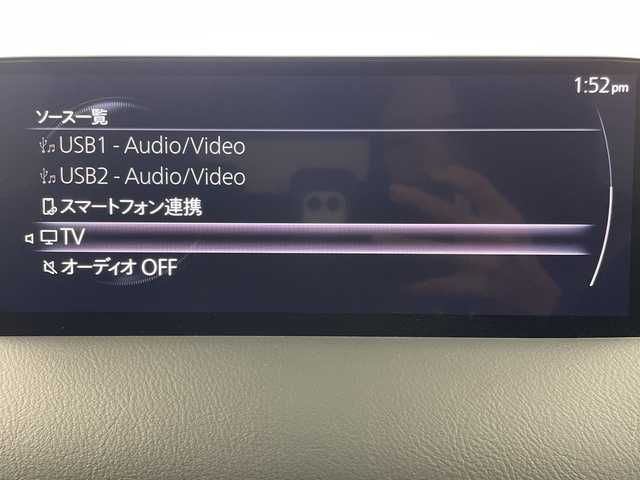 1:52pm
ソース一覧
USB1 - Audio/Video
USB2 - Audio/Video
スマートフォン連携
TV
オーディオ OFF